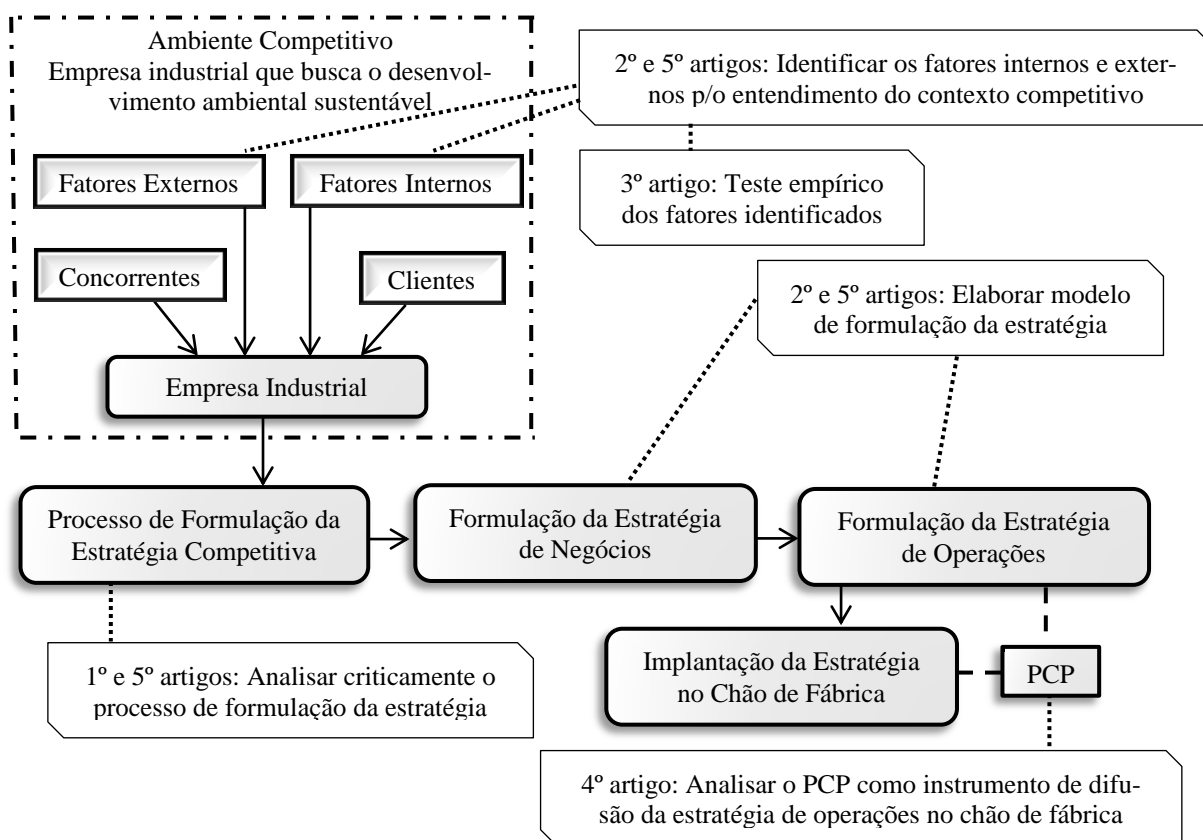 Ambiente Competitivo
Empresa industrial que busca o desenvol-
vimento ambiental sustentável
2º e 5º artigos: Identificar os fatores internos e exter-
nos p/o entendimento do contexto competitivo
Fatores Externos
Fatores Internos
3º artigo: Teste empírico
dos fatores identificados
Concorrentes
Clientes
2º e 5º artigos: Elaborar modelo
de formulação da estratégia
Empresa Industrial
Processo de Formulação da
Estratégia Competitiva
Formulação da Estratégia
de Negócios
Formulação da Estratégia
de Operações
1º e 5º artigos: Analisar criticamente o
processo de formulação da estratégia
Implantação da Estratégia
no Chão de Fábrica
PCP
4º artigo: Analisar o PCP como instrumento de difu-
são da estratégia de operações no chão de fábrica